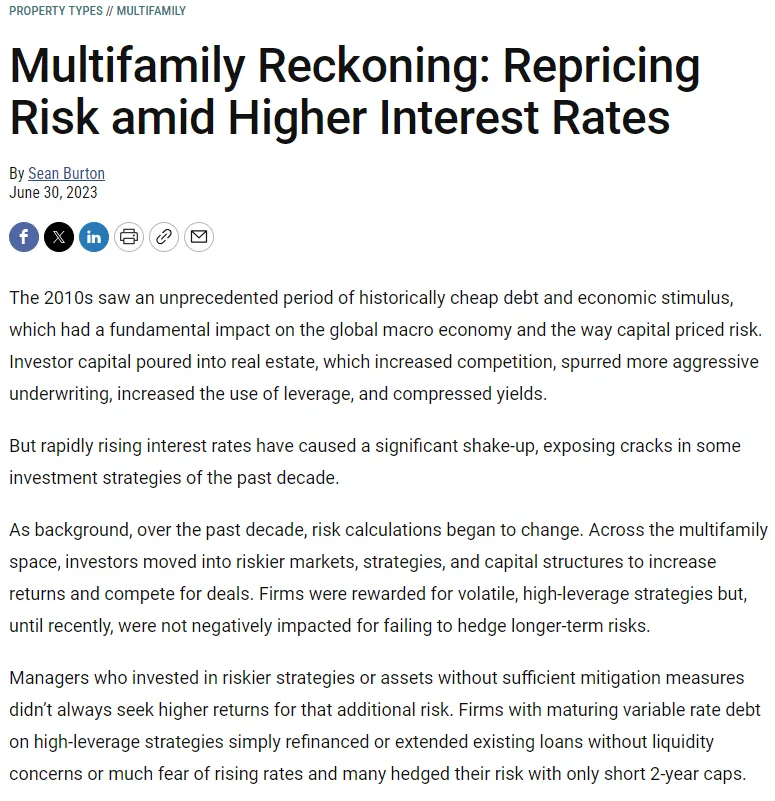 PROPERTY TYPES // MULTIFAMILY
Multifamily Reckoning: Repricing
Risk amid Higher Interest Rates
By Sean Burton
June 30, 2023
f X in
The 2010s saw an unprecedented period of historically cheap debt and economic stimulus,
which had a fundamental impact on the global macro economy and the way capital priced risk.
Investor capital poured into real estate, which increased competition, spurred more aggressive
underwriting, increased the use of leverage, and compressed yields.
But rapidly rising interest rates have caused a significant shake-up, exposing cracks in some
investment strategies of the past decade.
As background, over the past decade, risk calculations began to change. Across the multifamily
space, investors moved into riskier markets, strategies, and capital structures to increase
returns and compete for deals. Firms were rewarded for volatile, high-leverage strategies but,
until recently, were not negatively impacted for failing to hedge longer-term risks.
Managers who invested in riskier strategies or assets without sufficient mitigation measures
didn’t always seek higher returns for that additional risk. Firms with maturing variable rate debt
on high-leverage strategies simply refinanced or extended existing loans without liquidity
concerns or much fear of rising rates and many hedged their risk with only short 2-year caps.